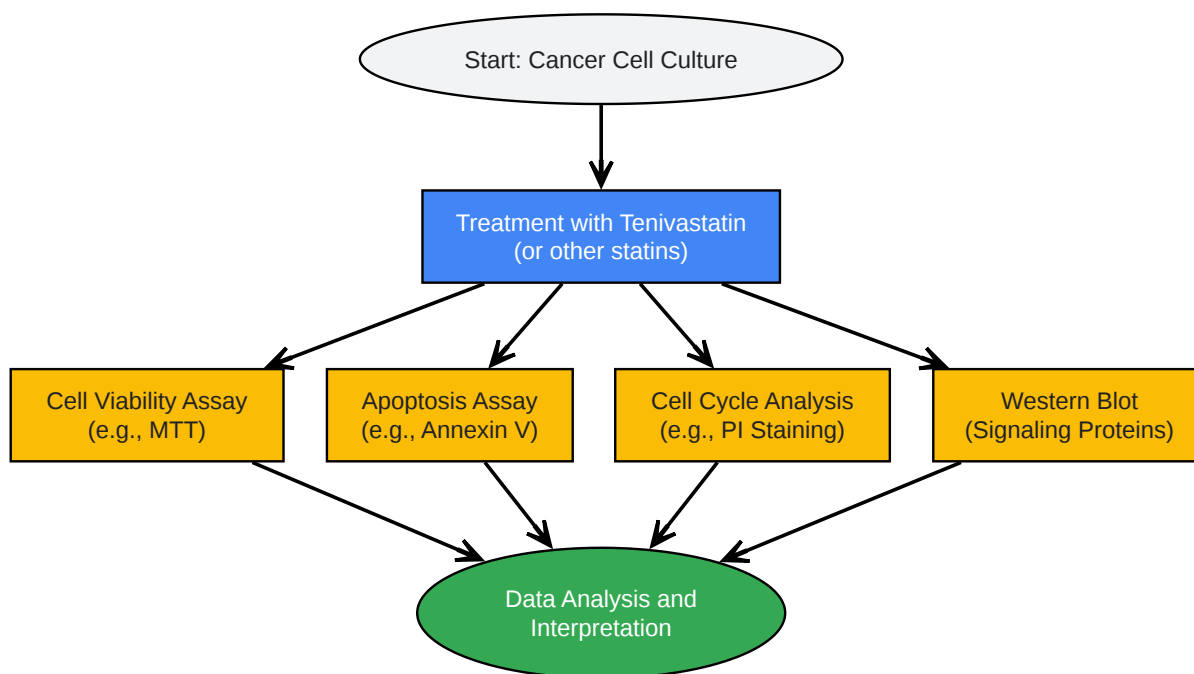 Start: Cancer Cell Culture
Treatment with Tenivastatin
(or other statins)
Cell Viability Assay
(e.g., MTT)
Apoptosis Assay
(e.g., Annexin V)
Cell Cycle Analysis
(e.g., PI Staining)
Western Blot
(Signaling Proteins)
Data Analysis and
Interpretation